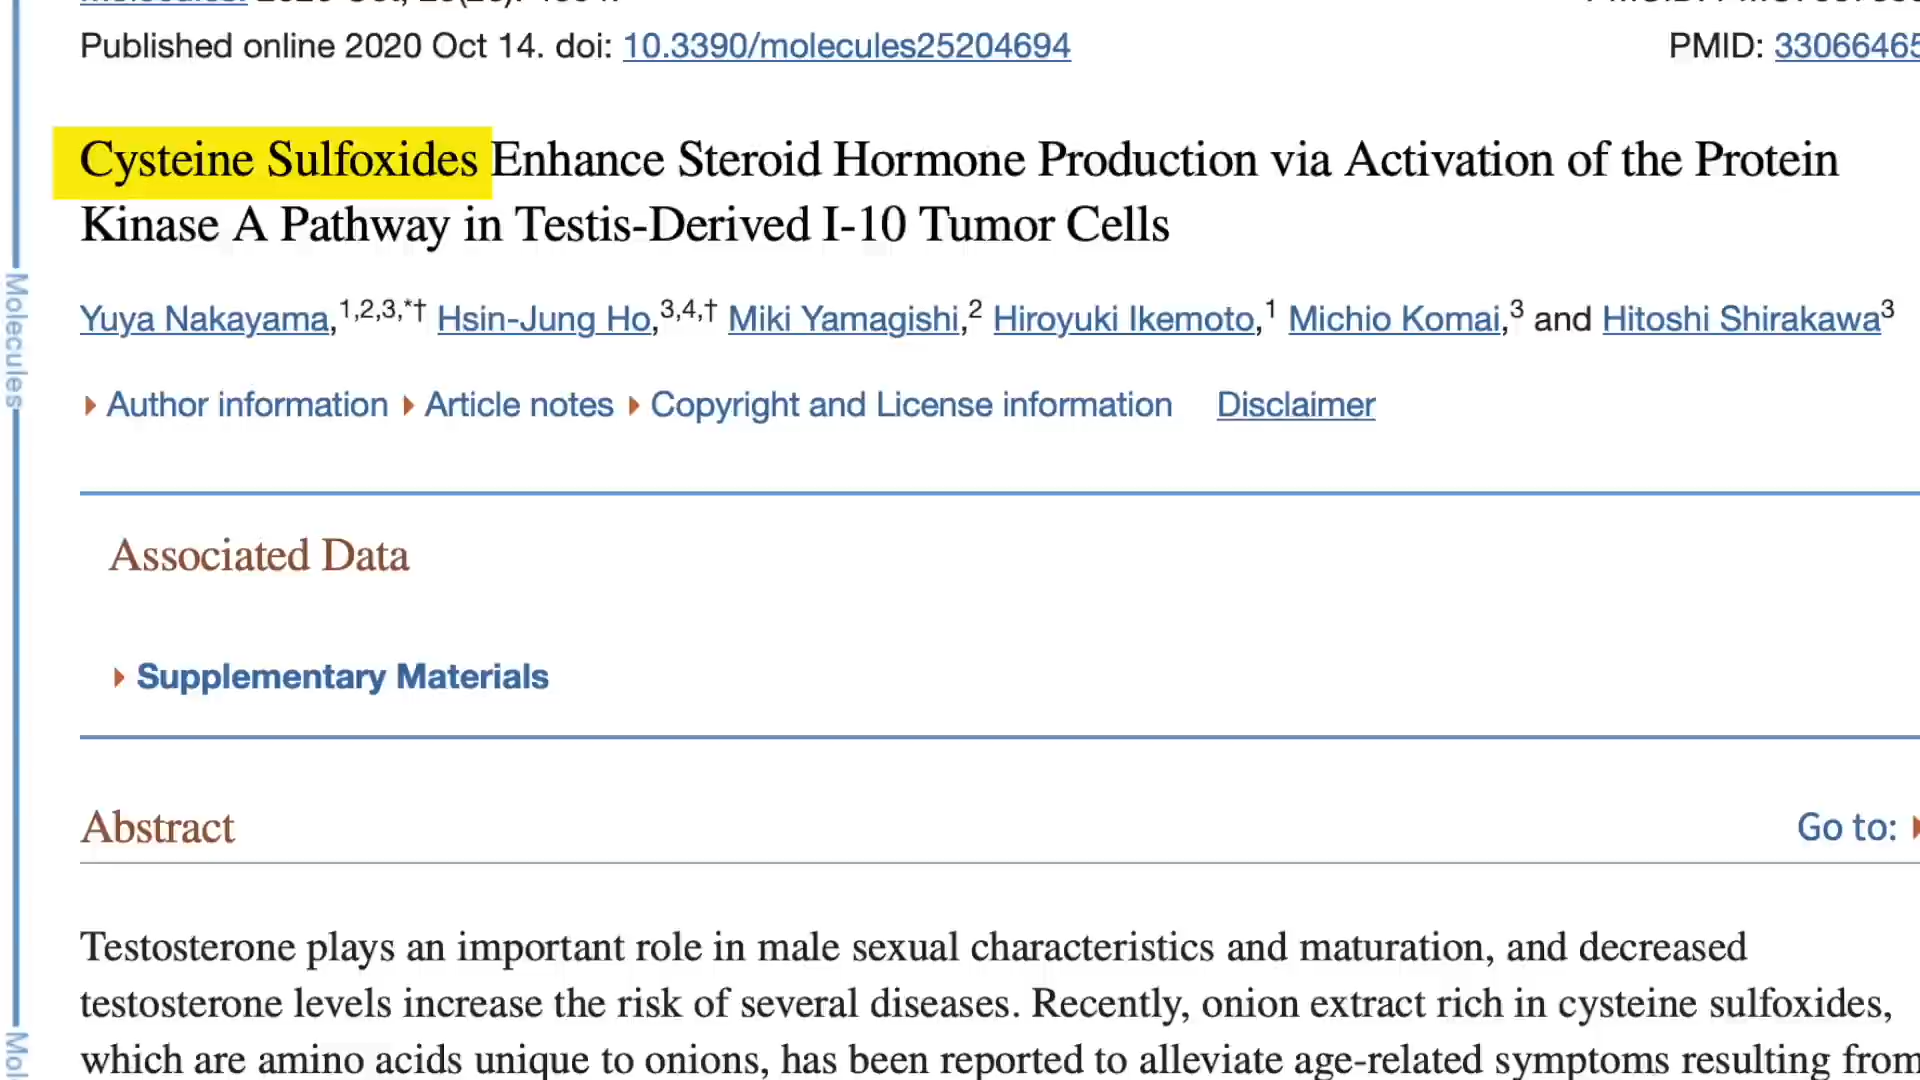 Published online 2020 Oct 14. doi: 10.3390/molecules25204694
PMID: 33066465
Cysteine Sulfoxides Enhance Steroid Hormone Production via Activation of the Protein
Kinase A Pathway in Testis-Derived I-10 Tumor Cells
Yuya Nakayama,1,2,3,*† Hsin-Jung Ho,3,4,† Miki Yamagishi,2 Hiroyuki Ikemoto,1 Michio Komai,3 and Hitoshi Shirakawa3
Author information Article notes Copyright and License information Disclaimer
Associated Data
Supplementary Materials
Abstract
Go to:
Testosterone plays an important role in male sexual characteristics and maturation, and decreased
testosterone levels increase the risk of several diseases. Recently, onion extract rich in cysteine sulfoxides,
which are amino acids unique to onions, has been reported to alleviate age-related symptoms resulting from
Molecules
Mol